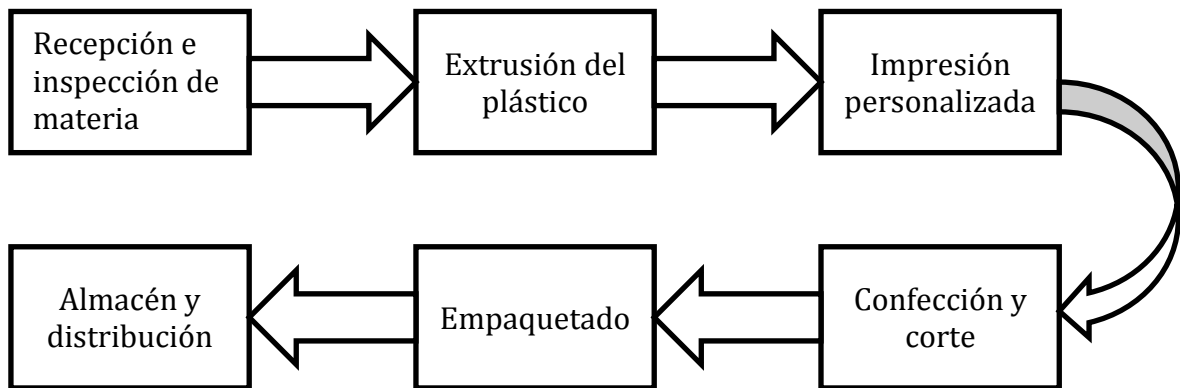 Recepción e
inspección de
materia
Extrusión del
plástico
Impresión
personalizada
Confección y
corte
Empaquetado
Almacén y
distribución